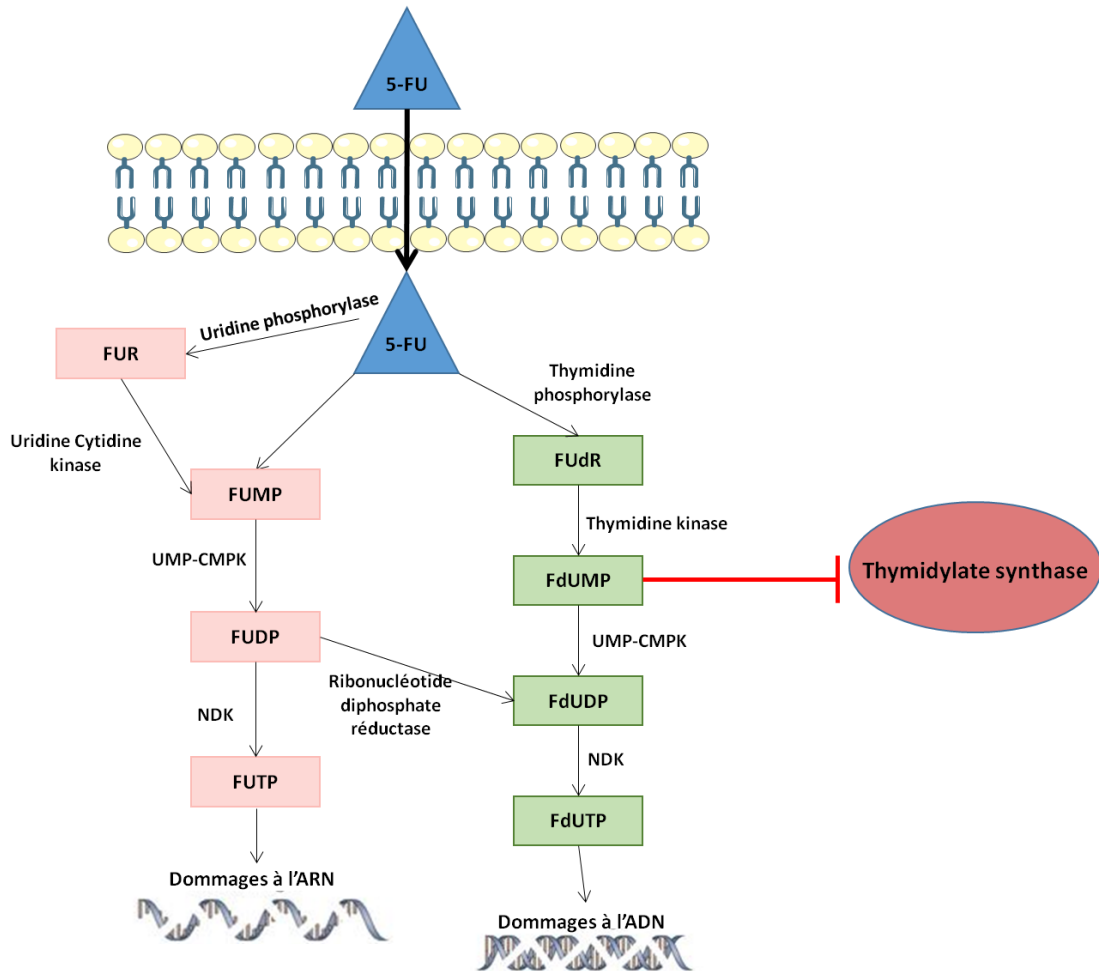 5-FU
5-FU
Uridine phosphorylase
FUR
Thymidine
phosphorylase
Uridine Cytidine
kinase
FUdR
FUMP
Thymidine kinase
UMP-CMPK
FdUMP
Thymidylate synthase
FUDP
UMP-CMPK
Ribonucléotide
diphosphate
réductase
FdUDP
NDK
NDK
FUTP
FdUTP
Dommages à l’ARN
Dommages à l’ADN